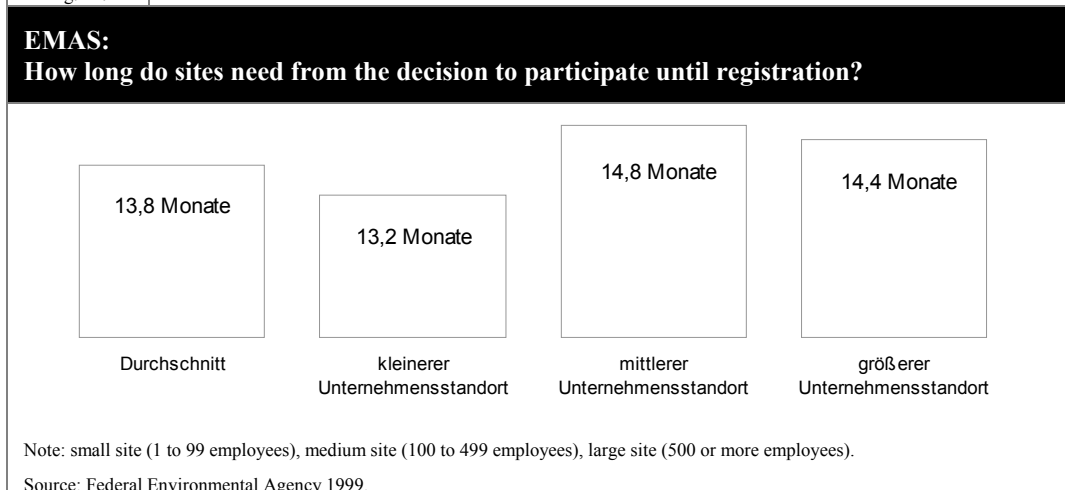 EMAS:
How long do sites need from the decision to participate until registration?
13,8 Monate
13,2 Monate
14,8 Monate
14,4 Monate
Durchschnitt
kleinerer
Unternehmensstandort
mittlerer
Unternehmensstandort
größerer
Unternehmensstandort
Note: small site (1 to 99 employees), medium site (100 to 499 employees), large site (500 or more employees).
Source: Federal Environmental Agency 1999